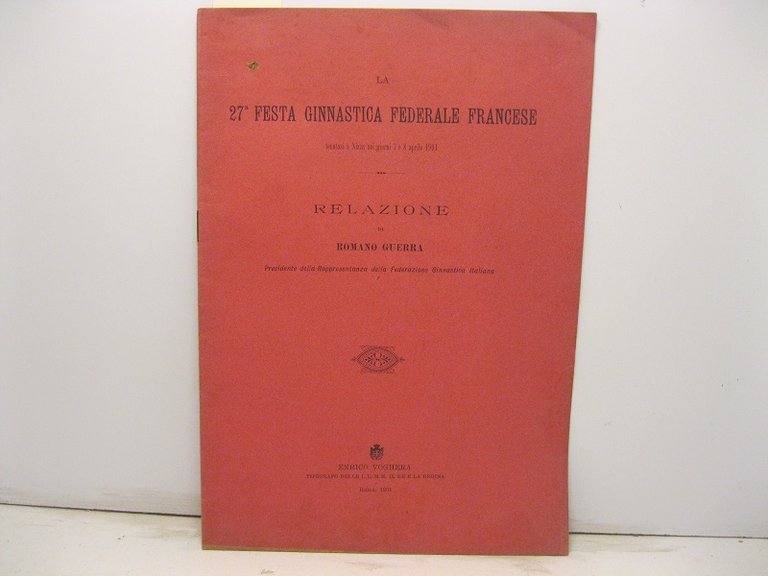 LA
27ª FESTA GINNASTICA FEDERALE FRANCESE
tenutasi a Nizza nei giorni 7 e 8 aprile 1901
RELAZIONE
DI
ROMANO GUERRA
Presidente della Rappresentanza della Federazione Ginnastica Italiana
ENRICO VOGHERA
TIPOGRAFO DELLE LL. MM. IL RE E LA REGINA
Roma, 1901